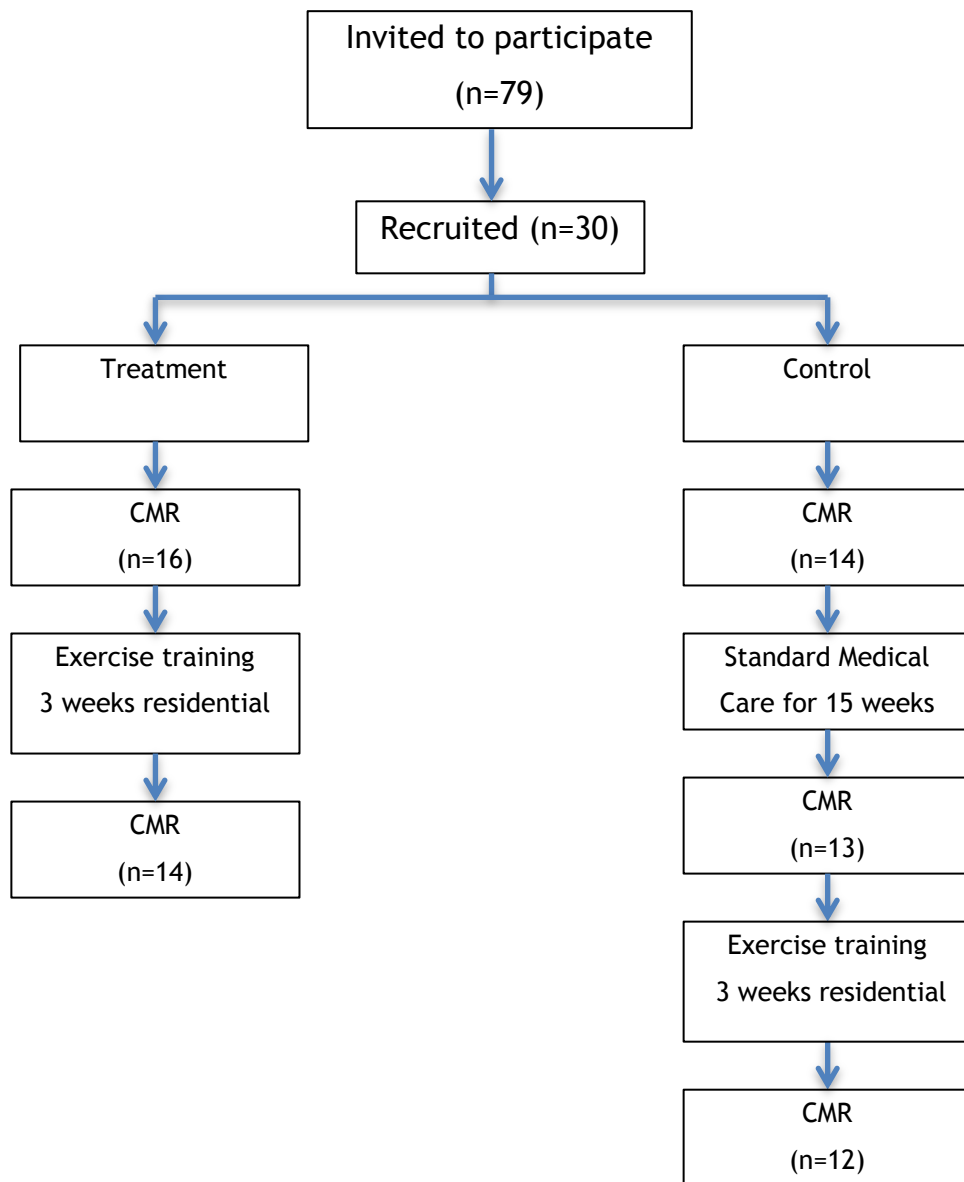 Invited to participate
(n=79)
Recruited (n=30)
Treatment
Control
CMR
(n=16)
CMR
(n=14)
Exercise training
3 weeks residential
Standard Medical
Care for 15 weeks
CMR
(n=14)
CMR
(n=13)
Exercise training
3 weeks residential
CMR
(n=12)